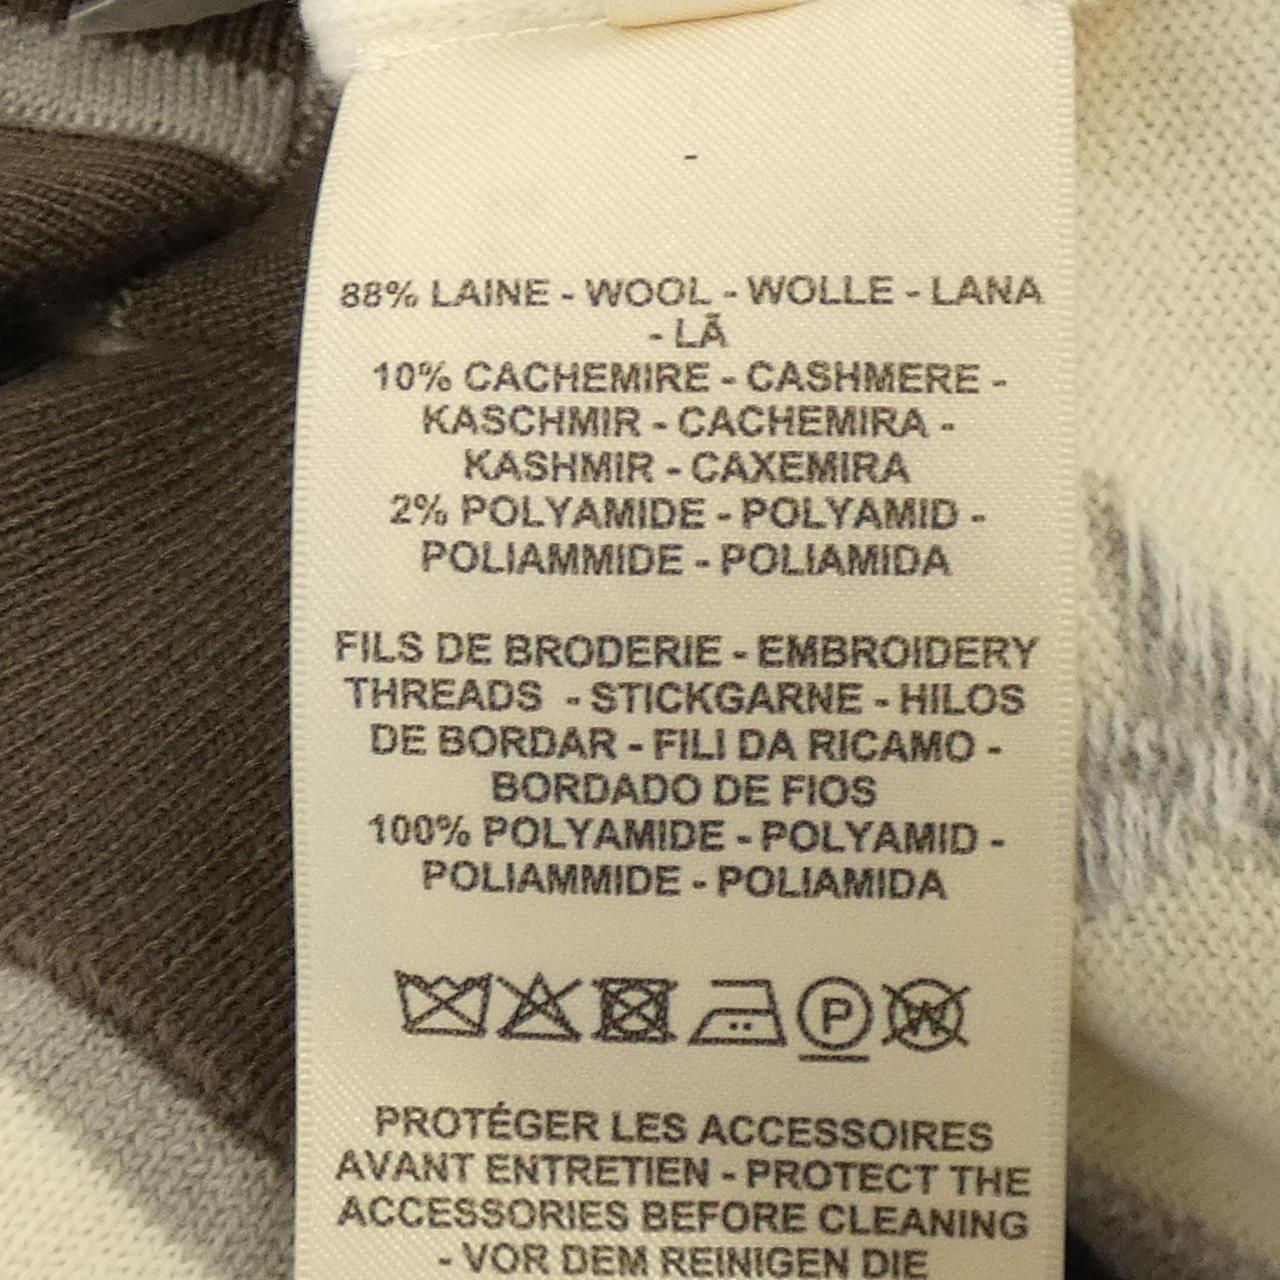 -
88% LAINE - WOOL - WOLLE - LANA
- LÃ
10% CACHEMIRE - CASHMERE -
KASCHMIR - CACHEMIRA -
KASHMIR - CAXEMIRA
2% POLYAMIDE - POLYAMID -
POLIAMMIDE - POLIAMIDA
FILS DE BRODERIE - EMBROIDERY
THREADS - STICKGARNE - HILOS
DE BORDAR - FILI DA RICAMO -
BORDADO DE FIOS
100% POLYAMIDE - POLYAMID -
POLIAMMIDE - POLIAMIDA
P W
PROTÉGER LES ACCESSOIRES
AVANT ENTRETIEN - PROTECT THE
ACCESSORIES BEFORE CLEANING
- VOR DEM REINIGEN DIE